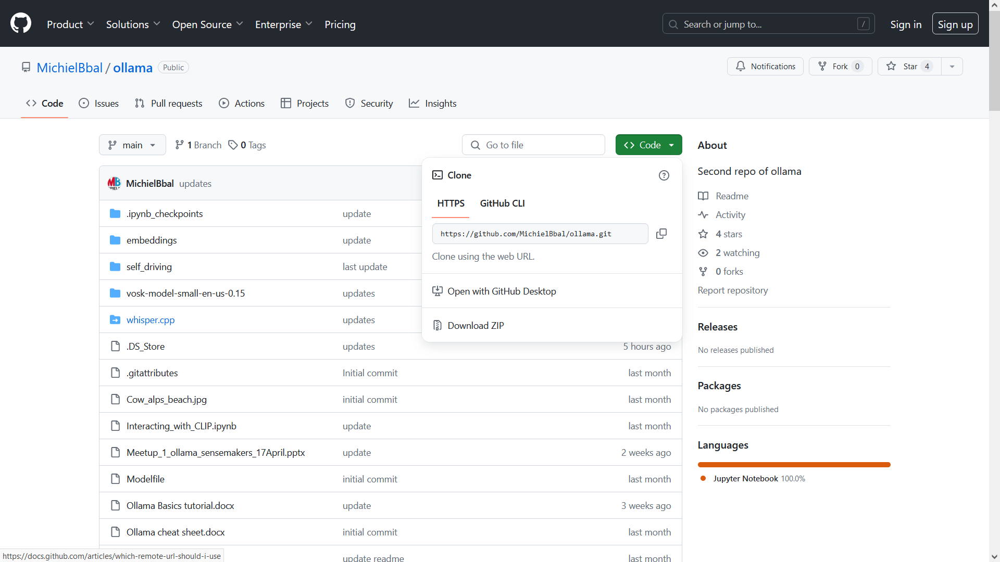 Product Solutions Open Source Enterprise Pricing Search or jump to... / Sign in Sign up
MichielBbal / ollama Public Notifications Fork 0 Star 4
Code Issues Pull requests Actions Projects Security Insights
main 1 Branch 0 Tags Go to file Code
MichielBbal updates
.ipynb_checkpoints update
embeddings update
self_driving last update
vosk-model-small-en-us-0.15 updates
whisper.cpp updates
.DS_Store updates 5 hours ago
.gitattributes Initial commit last month
Cow_alps_beach.jpg initial commit last month
Interacting_with_CLIP.ipynb update last month
Meetup_1_ollama_sensemakers_17April.pptx update 2 weeks ago
Modelfile initial commit last month
Ollama Basics tutorial.docx update 3 weeks ago
Ollama cheat sheet.docx initial commit last month
update readme last month
Clone
HTTPS GitHub CLI
https://github.com/MichielBbal/ollama.git
Clone using the web URL.
Open with GitHub Desktop
Download ZIP
About
Second repo of ollama
Readme
Activity
4 stars
2 watching
0 forks
Report repository
Releases
No releases published
Packages
No packages published
Languages
Jupyter Notebook 100.0%
https://docs.github.com/articles/which-remote-url-should-i-use